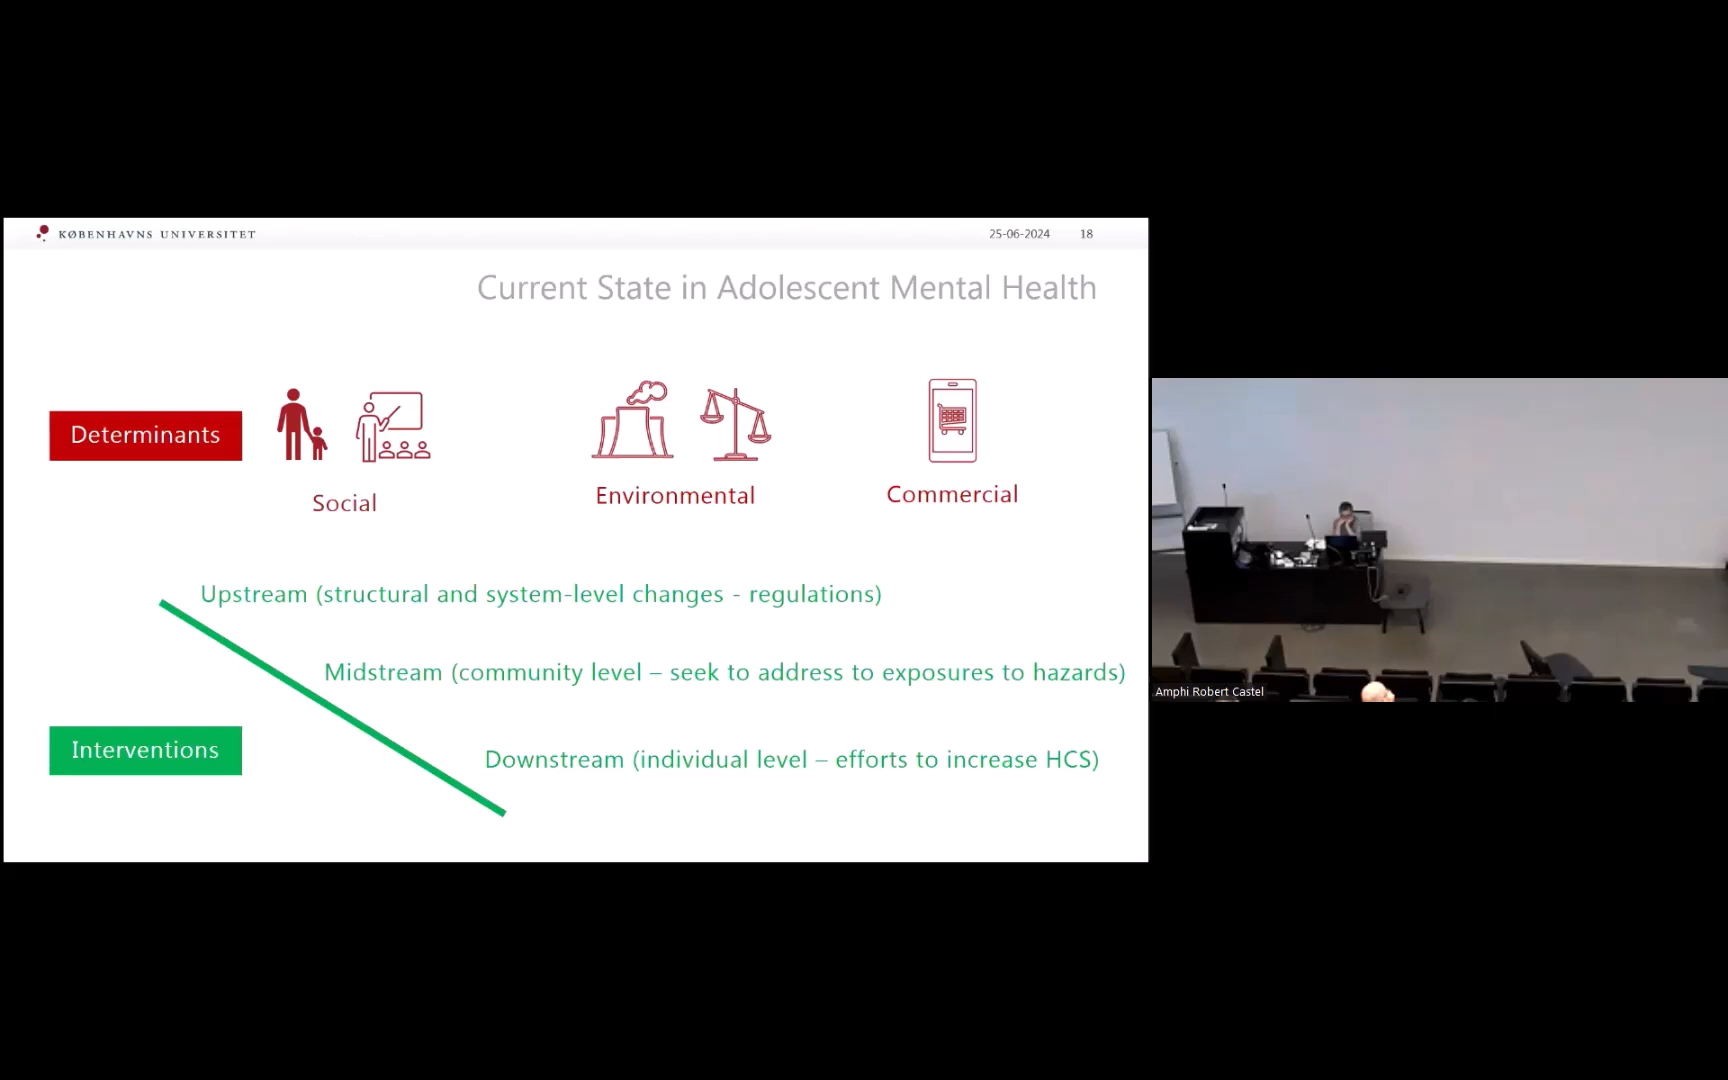 KØBENHAVNS UNIVERSITET
25-06-2024 18
Current State in Adolescent Mental Health
Determinants
Social
Environmental
Commercial
Upstream (structural and system-level changes - regulations)
Midstream (community level – seek to address to exposures to hazards)
Interventions
Downstream (individual level – efforts to increase HCS)
Amphi Robert Castel